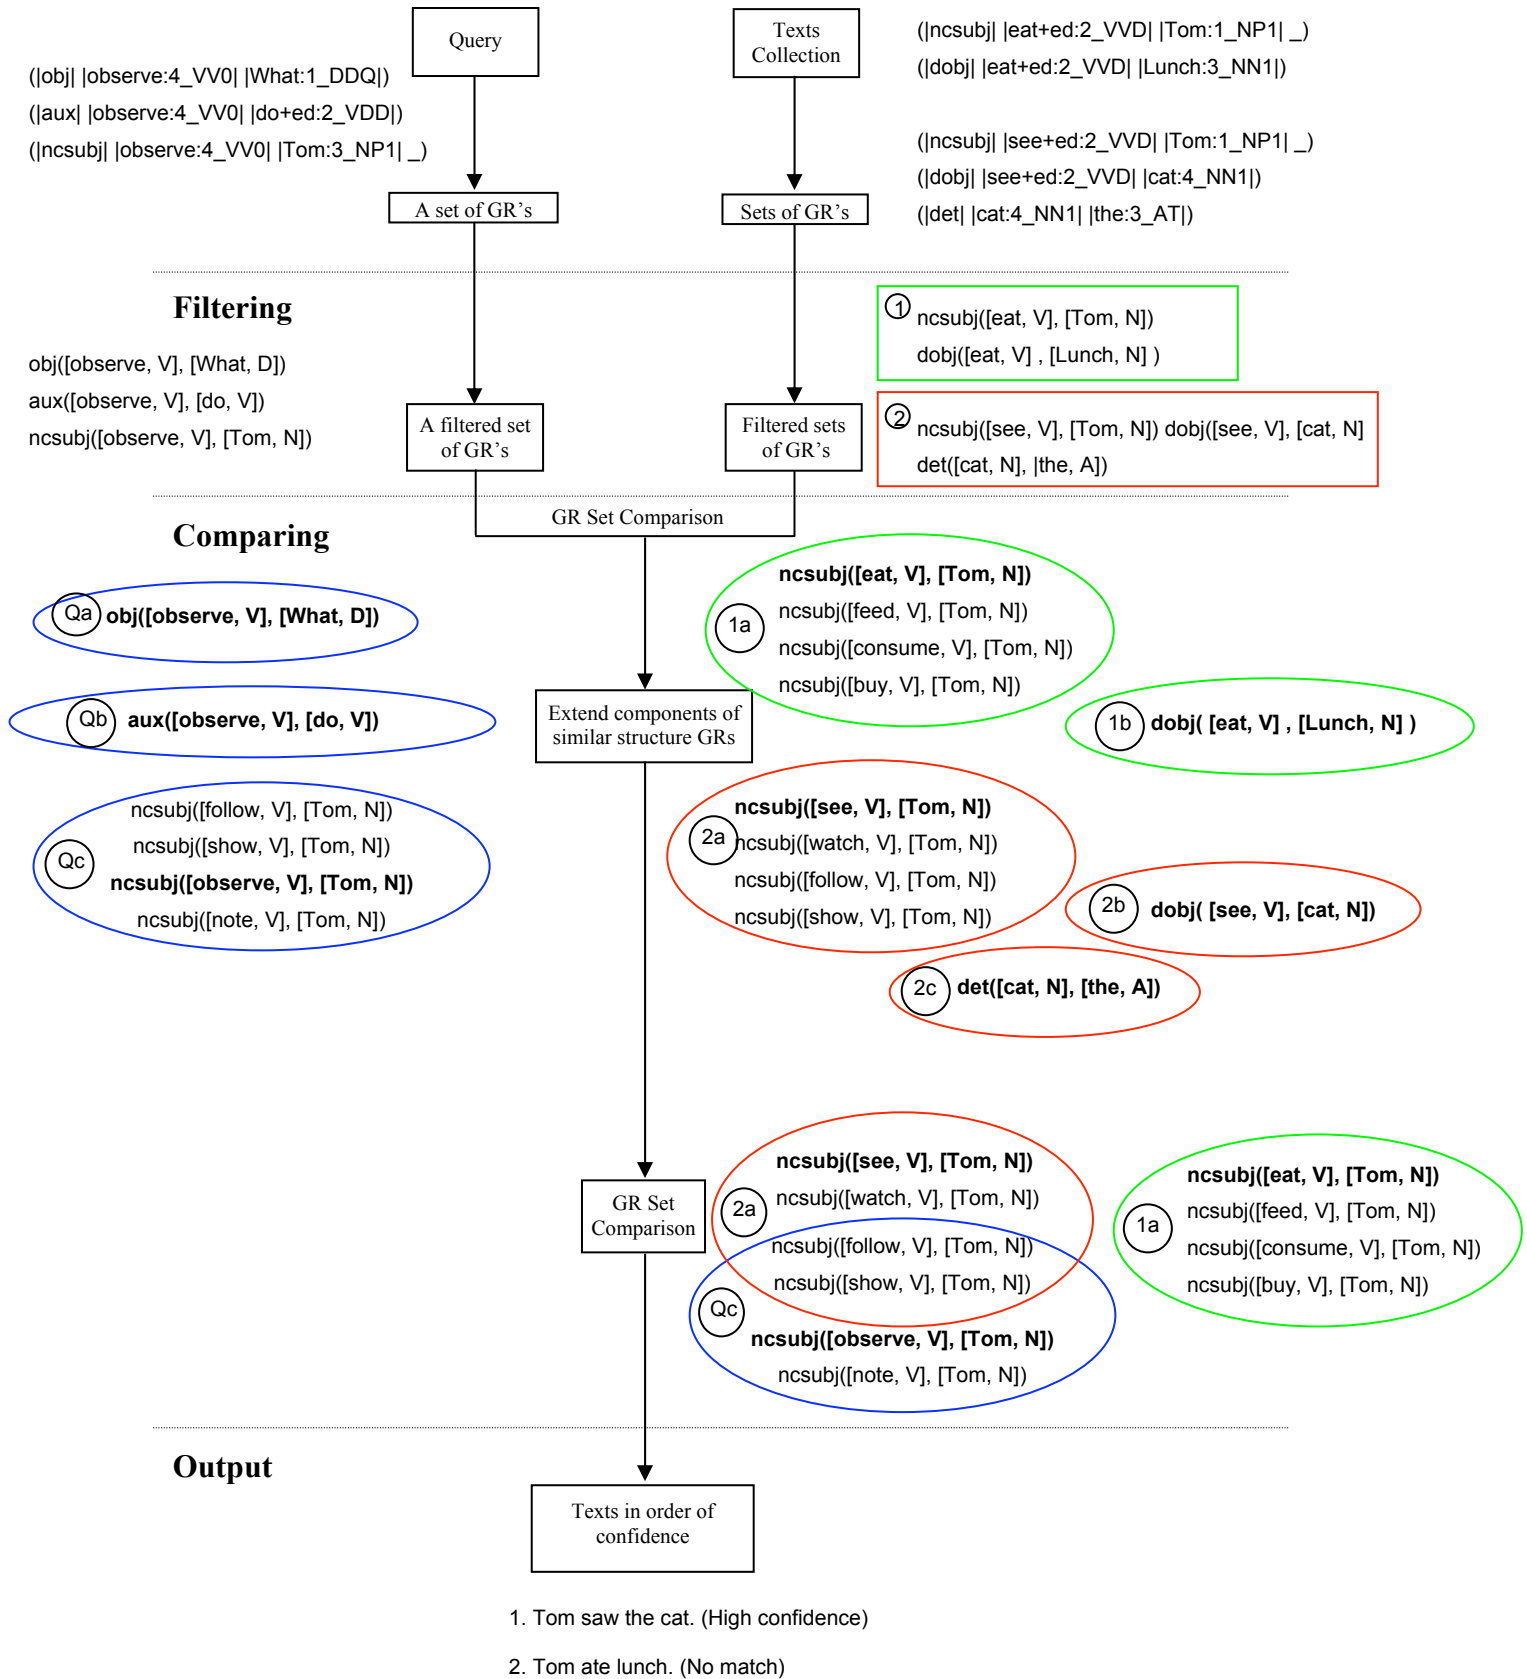 Query
Texts
Collection
(|obj| |observe:4_VV0| |What:1_DDQ|)
(|aux| |observe:4_VV0| |do+ed:2_VDD|)
(|ncsubj| |observe:4_VV0| |Tom:3_NP1| _)
(|ncsubj| |eat+ed:2_VVD| |Tom:1_NP1| _)
(|dobj| |eat+ed:2_VVD| |Lunch:3_NN1|)
(|ncsubj| |see+ed:2_VVD| |Tom:1_NP1| _)
(|dobj| |see+ed:2_VVD| |cat:4_NN1|)
(|det| |cat:4_NN1| |the:3_AT|)
A set of GR's
Sets of GR's
Filtering
obj([observe, V], [What, D])
aux([observe, V], [do, V])
ncsubj([observe, V], [Tom, N])
A filtered set
of GR's
Filtered sets
of GR's
1
ncsubj([eat, V], [Tom, N])
dobj([eat, V] , [Lunch, N] )
2
ncsubj([see, V], [Tom, N]) dobj([see, V], [cat, N]
det([cat, N], |the, A])
GR Set Comparison
Comparing
Qa
obj([observe, V], [What, D])
Qb
aux([observe, V], [do, V])
Qc
ncsubj([follow, V], [Tom, N])
ncsubj([show, V], [Tom, N])
ncsubj([observe, V], [Tom, N])
ncsubj([note, V], [Tom, N])
1a
ncsubj([eat, V], [Tom, N])
ncsubj([feed, V], [Tom, N])
ncsubj([consume, V], [Tom, N])
ncsubj([buy, V], [Tom, N])
Extend components of
similar structure GRs
1b
dobj( [eat, V] , [Lunch, N] )
2a
ncsubj([see, V], [Tom, N])
ncsubj([watch, V], [Tom, N])
ncsubj([follow, V], [Tom, N])
ncsubj([show, V], [Tom, N])
2b
dobj( [see, V], [cat, N])
2c
det([cat, N], [the, A])
GR Set
Comparison
2a
ncsubj([see, V], [Tom, N])
ncsubj([watch, V], [Tom, N])
ncsubj([follow, V], [Tom, N])
ncsubj([show, V], [Tom, N])
Qc
ncsubj([observe, V], [Tom, N])
ncsubj([note, V], [Tom, N])
1a
ncsubj([eat, V], [Tom, N])
ncsubj([feed, V], [Tom, N])
ncsubj([consume, V], [Tom, N])
ncsubj([buy, V], [Tom, N])
Output
Texts in order of
confidence
1. Tom saw the cat. (High confidence)
2. Tom ate lunch. (No match)